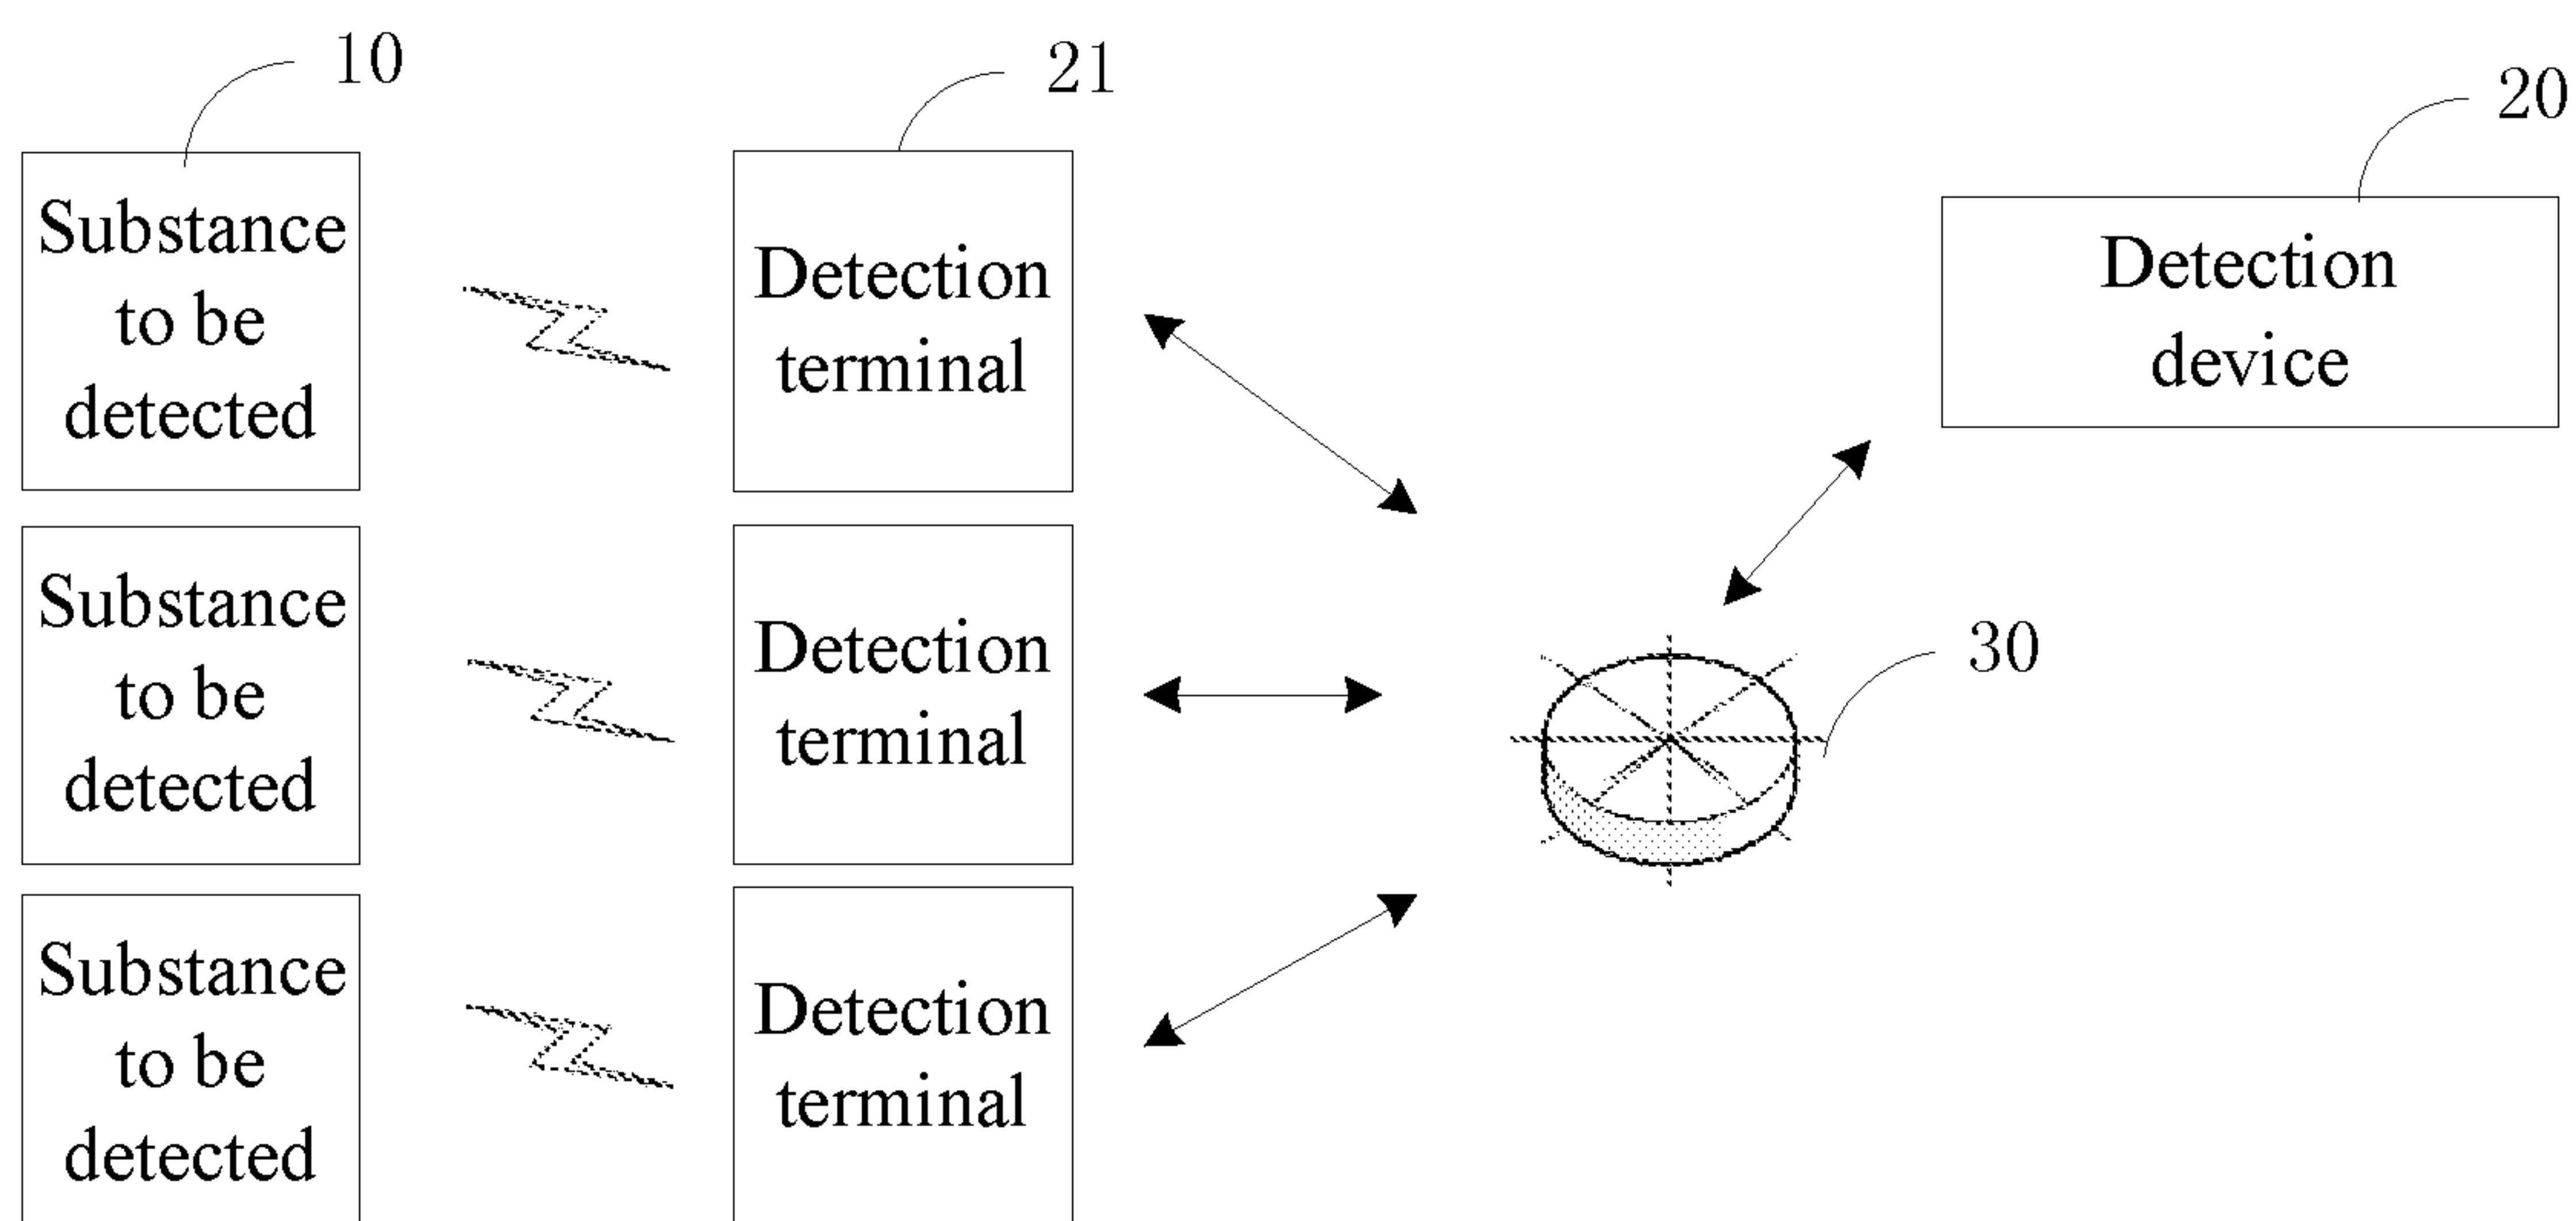 10
21
20
Substance
to be
detected
Detection
terminal
Detection
device
Substance
to be
detected
Detection
terminal
30
Substance
to be
detected
Detection
terminal